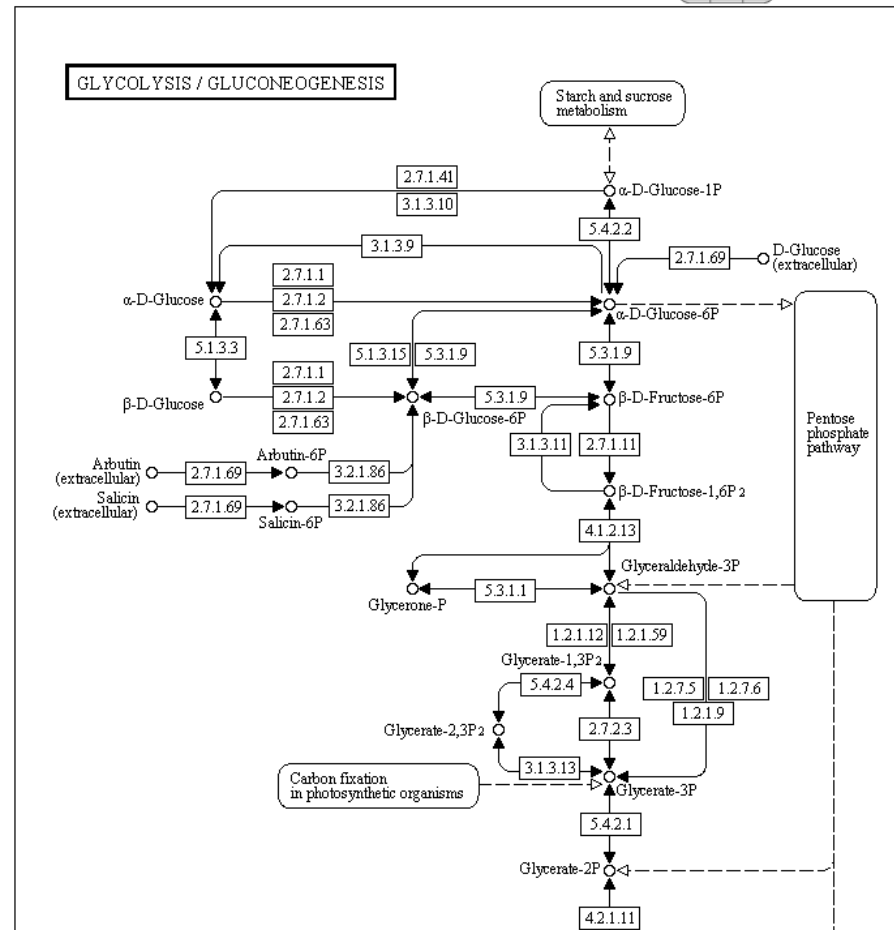 GLYCOLYSIS / GLUCONEOGENESIS
Starch and sucrose
metabolism
2.7.1.41
α-D-Glucose-1P
3.1.3.10
5.4.2.2
3.1.3.9
D-Glucose
(extracellular)
2.7.1.69
2.7.1.1
α-D-Glucose
2.7.1.2
α-D-Glucose-6P
2.7.1.63
5.1.3.3
5.1.3.15
5.3.1.9
5.3.1.9
2.7.1.1
β-D-Glucose
2.7.1.2
5.3.1.9
β-D-Fructose-6P
2.7.1.63
β-D-Glucose-6P
Pentose
phosphate
pathway
3.1.3.11
2.7.1.11
Arbutin-6P
Arbutin
(extracellular)
2.7.1.69
3.2.1.86
β-D-Fructose-1,6P2
Salicin
(extracellular)
2.7.1.69
3.2.1.86
Salicin-6P
4.1.2.13
Glyceraldehyde-3P
5.3.1.1
Glycerone-P
1.2.1.12
1.2.1.59
Glycerate-1,3P2
5.4.2.4
1.2.7.5
1.2.7.6
1.2.1.9
Glycerate-2,3P2
2.7.2.3
3.1.3.13
Carbon fixation
in photosynthetic organisms
Glycerate-3P
5.4.2.1
Glycerate-2P
4.2.1.11